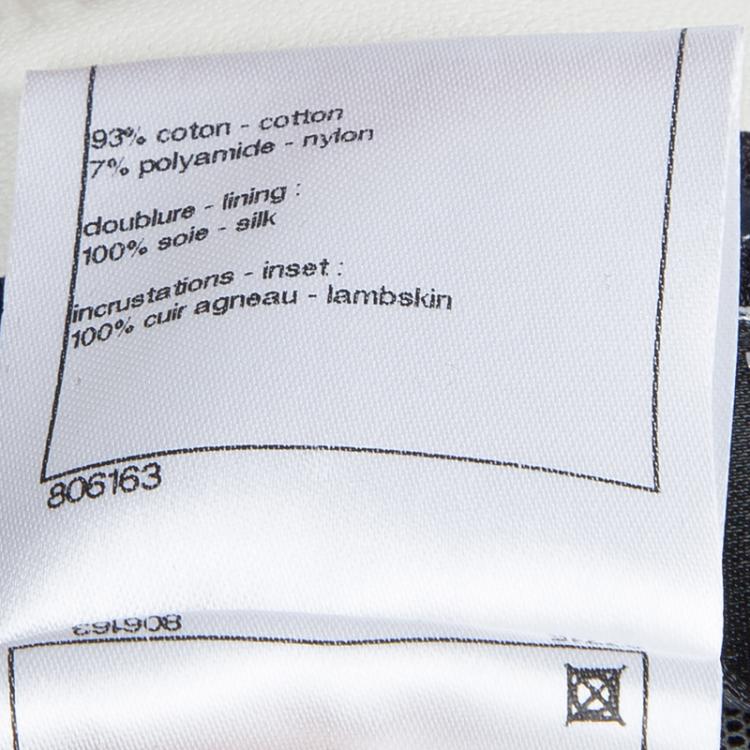 93% coton - cotton
7% polyamide - nylon
doublure - lining :
100% soie - silk
incrustations - inset :
100% cuir agneau - lambskin
806163
806163